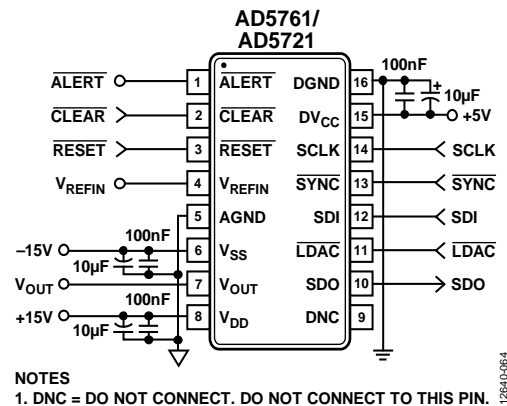 AD5761/
AD5721
ALERT
CLEAR
RESET
VREFIN
–15V
100nF
10µF
VOUT
100nF
+15V
10µF
1
2
3
4
5
6
7
8
ALERT
CLEAR
RESET
VREFIN
AGND
VSS
VOUT
VDD
DGND
DVCC
SCLK
SYNC
SDI
LDAC
SDO
DNC
16
15
14
13
12
11
10
9
100nF
+
10µF
+5V
SCLK
SYNC
SDI
LDAC
SDO
NOTES
1. DNC = DO NOT CONNECT. DO NOT CONNECT TO THIS PIN.
12640-064